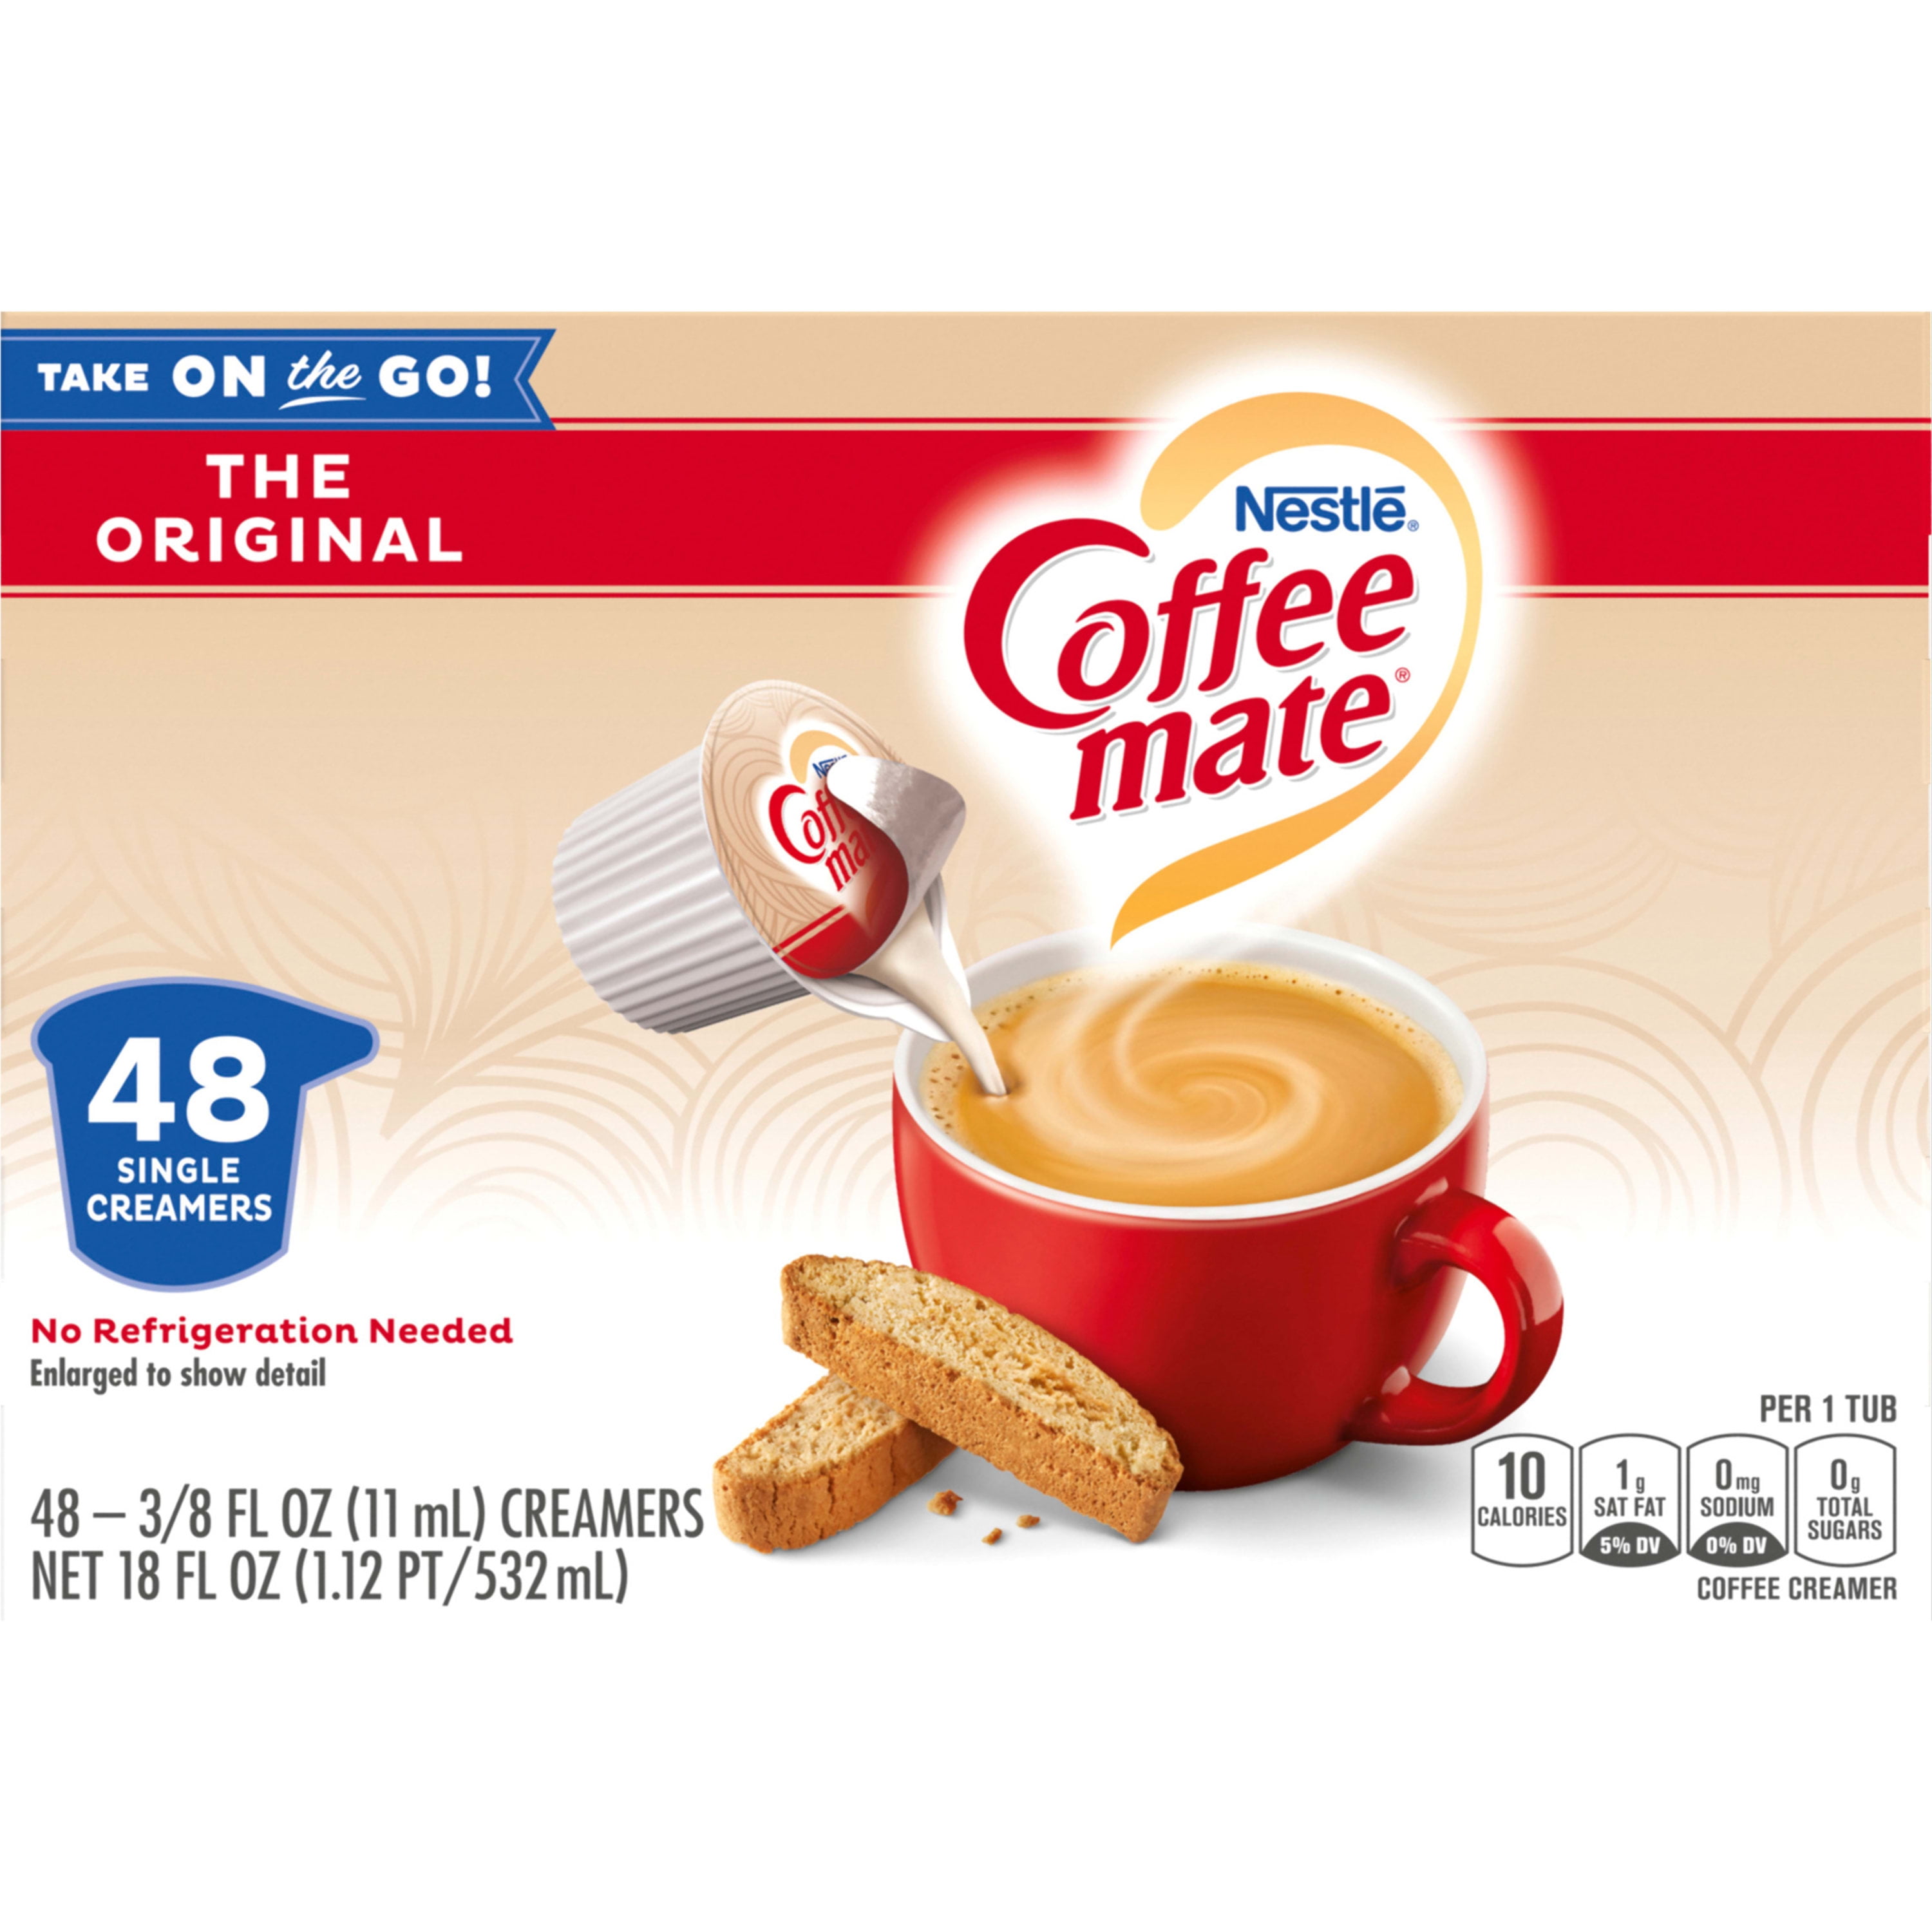 TAKE ON the GO!
THE
ORIGINAL
Nestlé®
Coffee
mate®
48
SINGLE
CREAMERS
No Refrigeration Needed
Enlarged to show detail
48 – 3/8 FL OZ (11 mL) CREAMERS
NET 18 FL OZ (1.12 PT/532 mL)
PER 1 TUB
10
CALORIES
1g
SAT FAT
5% DV
0mg
SODIUM
0% DV
0g
TOTAL
SUGARS
COFFEE CREAMER